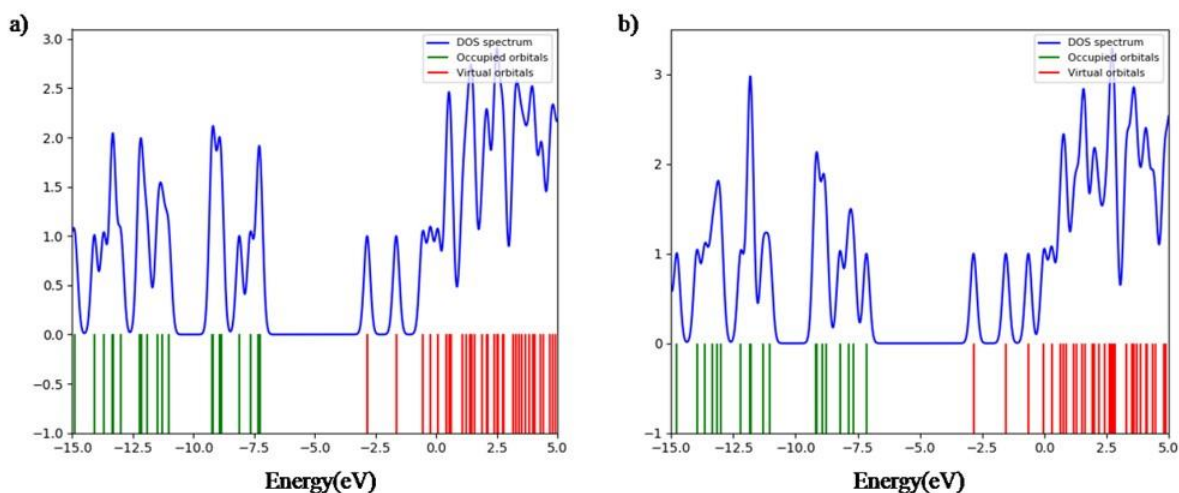 a)
DOS spectrum
Occupied orbitals
Virtual orbitals
3.0
2.5
2.0
1.5
1.0
0.5
0.0
−0.5
−1.0
−15.0 −12.5 −10.0 −7.5 −5.0 −2.5 0.0 2.5 5.0
Energy(eV)
b)
DOS spectrum
Occupied orbitals
Virtual orbitals
3
2
1
0
−1
−15.0 −12.5 −10.0 −7.5 −5.0 −2.5 0.0 2.5 5.0
Energy(eV)